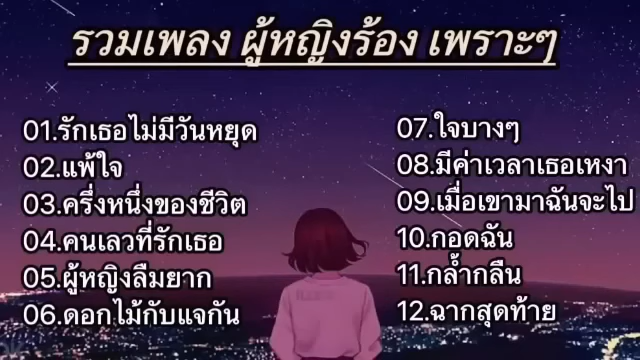 รวมเพลง ผู้หญิงร้อง เพราะๆ
01.รักเธอไม่มีวันหยุด
02.แพ้ใจ
03.ครึ่งหนึ่งของชีวิต
04.คนเลวที่รักเธอ
05.ผู้หญิงลืมยาก
06.ดอกไม้กับแจกัน
07.ใจบางๆ
08.มีค่าเวลาเธอเหงา
09.เมื่อเขามาฉันจะไป
10.กอดฉัน
11.กล้ำกลืน
12.ฉากสุดท้าย